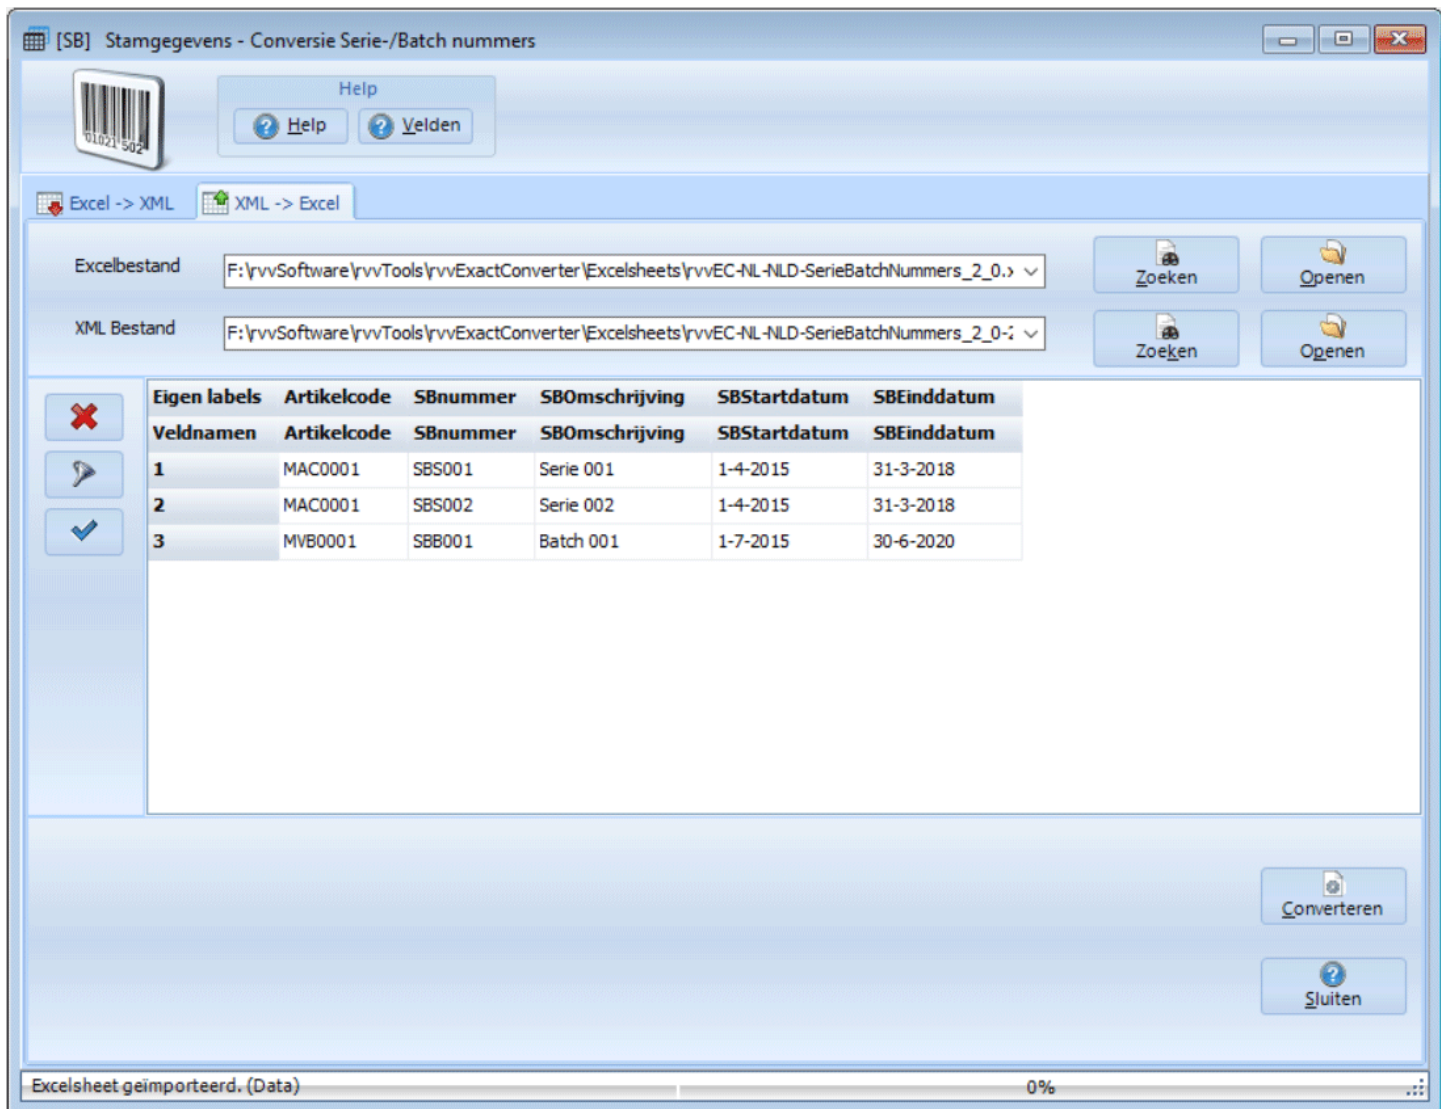 [SB] Stamgegevens - Conversie Serie-/Batch nummers
Help
Help Velden
01021 502
Excel -> XML XML -> Excel
Excelbestand F:\rvvSoftware\rvvTools\rvvExactConverter\Excelsheets\rvvEC-NL-NLD-SerieBatchNummers_2_0.x Zoeken Openen
XML Bestand F:\rvvSoftware\rvvTools\rvvExactConverter\Excelsheets\rvvEC-NL-NLD-SerieBatchNummers_2_0-2 Zoeken Openen
Eigen labels Artikelcode SBnummer SBOmschrijving SBStartdatum SBEinddatum
Veldnamen Artikelcode SBnummer SBOmschrijving SBStartdatum SBEinddatum
1 MAC0001 SBS001 Serie 001 1-4-2015 31-3-2018
2 MAC0001 SBS002 Serie 002 1-4-2015 31-3-2018
3 MVB0001 SBB001 Batch 001 1-7-2015 30-6-2020
Converteren
Sluiten
Excelsheet geïmporteerd. (Data) 0%